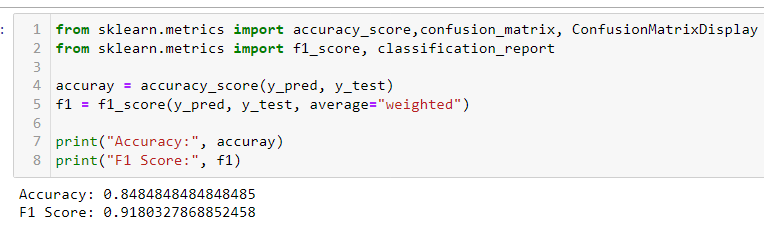 1 from sklearn.metrics import accuracy_score,confusion_matrix, ConfusionMatrixDisplay
2 from sklearn.metrics import f1_score, classification_report
3
4 accuray = accuracy_score(y_pred, y_test)
5 f1 = f1_score(y_pred, y_test, average="weighted")
6
7 print("Accuracy:", accuray)
8 print("F1 Score:", f1)
Accuracy: 0.8484848484848485
F1 Score: 0.9180327868852458